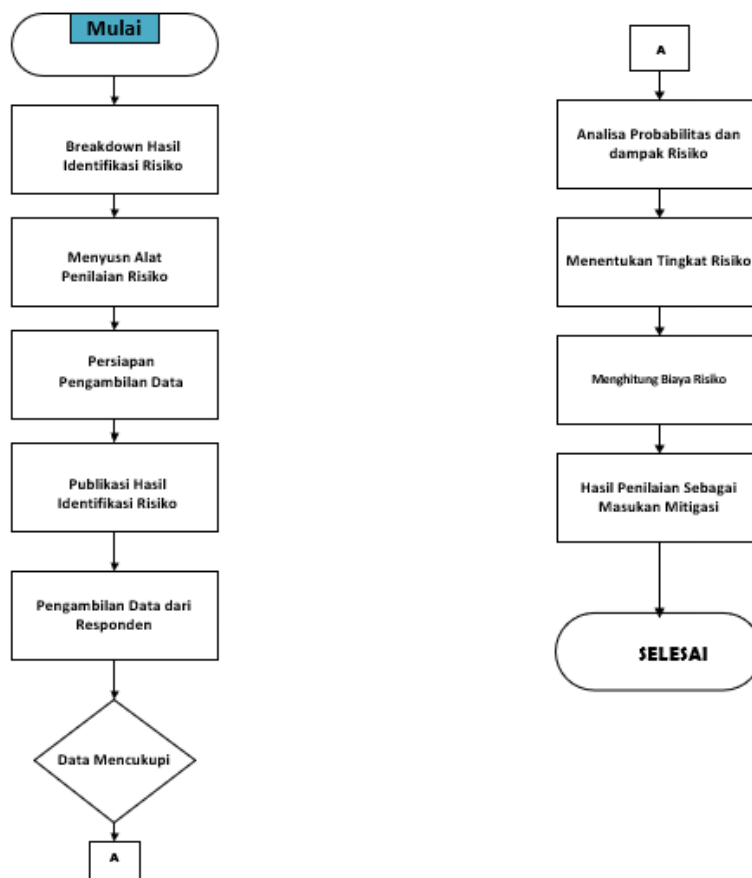 Mulai
Breakdown Hasil
Identifikasi Risiko
Menyusn Alat
Penilaian Risiko
Persiapan
Pengambilan Data
Publikasi Hasil
Identifikasi Risiko
Pengambilan Data dari
Responden
Data Mencukupi
A
A
Analisa Probabilitas dan
dampak Risiko
Menentukan Tingkat Risiko
Menghitung Biaya Risiko
Hasil Penilaian Sebagai
Masukan Mitigasi
SELESAI